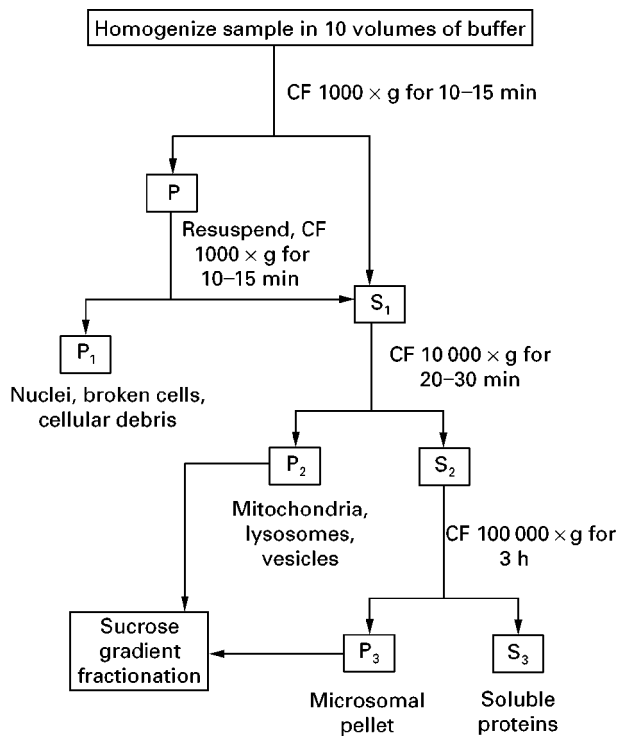 Homogenize sample in 10 volumes of buffer
CF 1000 × g for 10–15 min
P
Resuspend, CF
1000 × g for
10–15 min
S₁
P₁
CF 10 000 × g for
20–30 min
Nuclei, broken cells,
cellular debris
P₂
S₂
Mitochondria,
lysosomes,
vesicles
CF 100 000 × g for
3 h
Sucrose
gradient
fractionation
P₃
S₃
Microsomal
pellet
Soluble
proteins